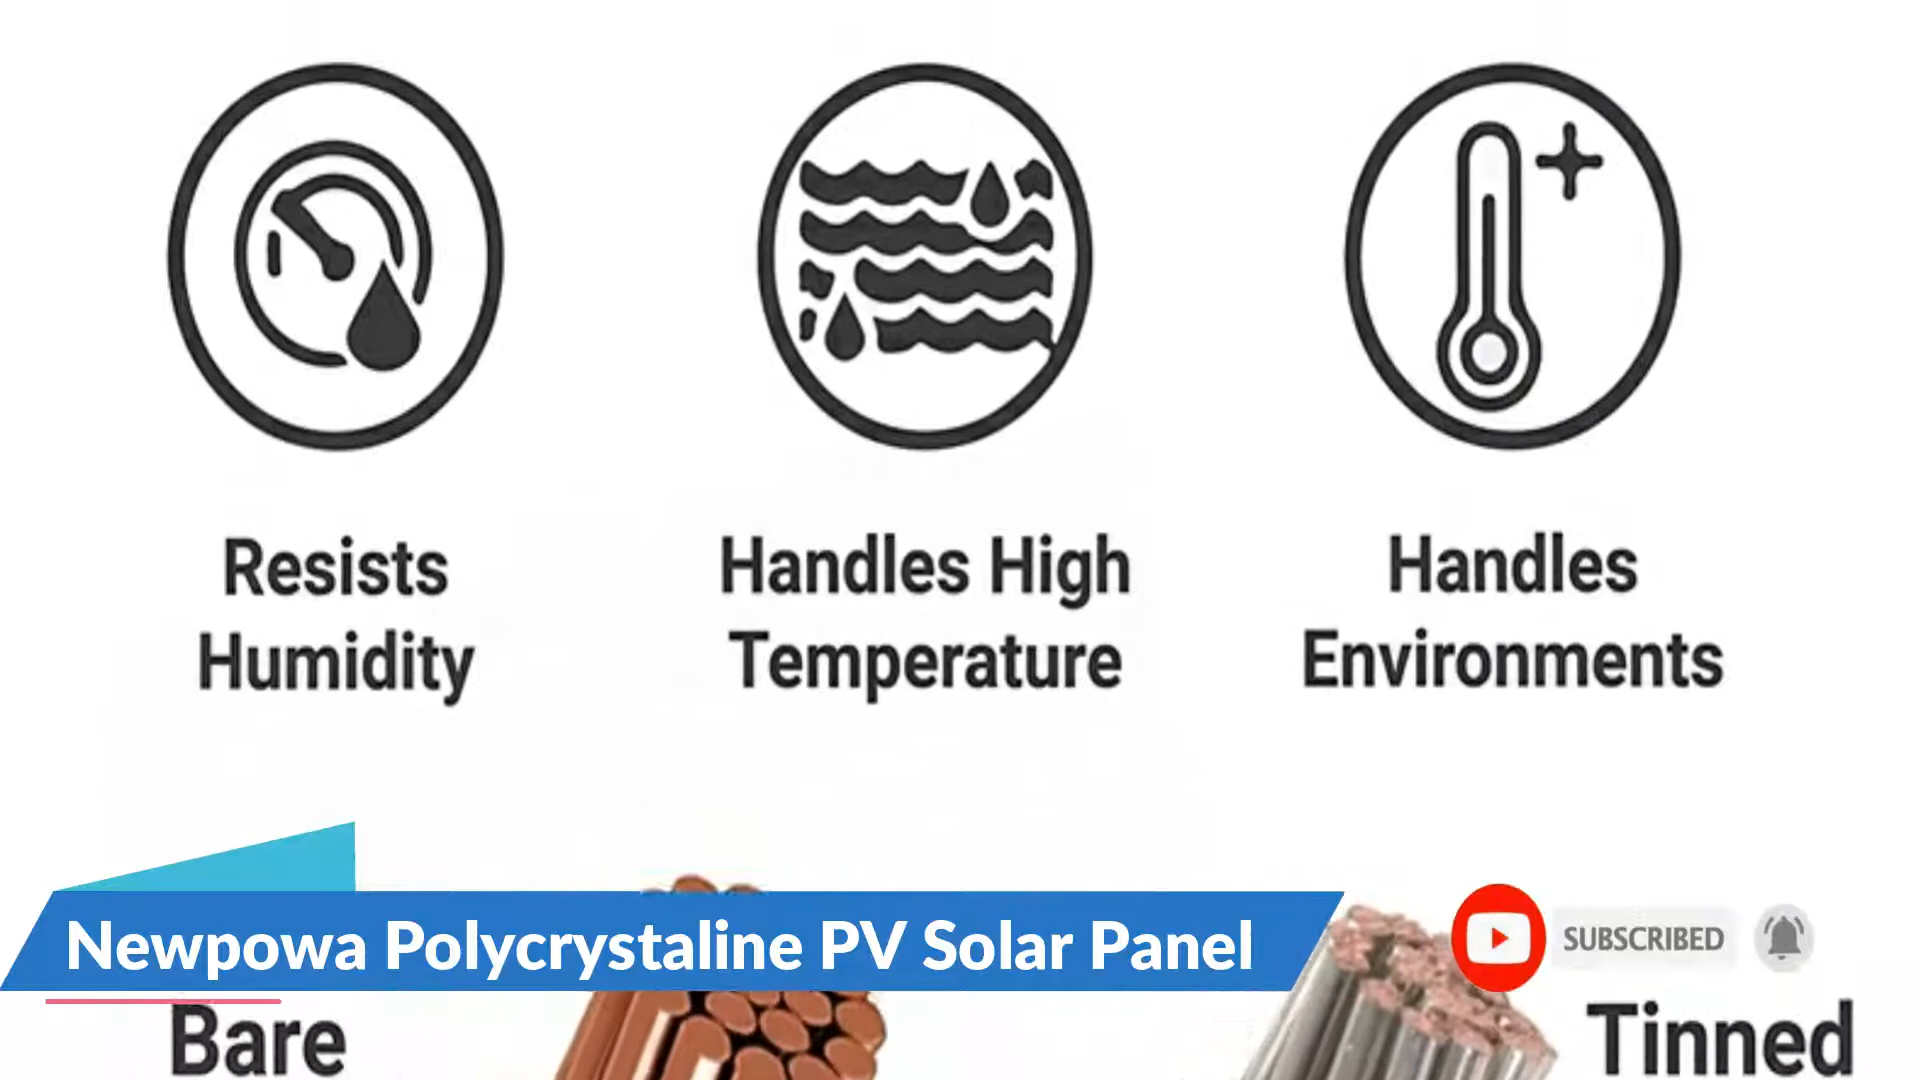 Resists
Humidity
Handles High
Temperature
Handles
Environments
Newpowa Polycrystaline PV Solar Panel
SUBSCRIBED
Bare
Tinned